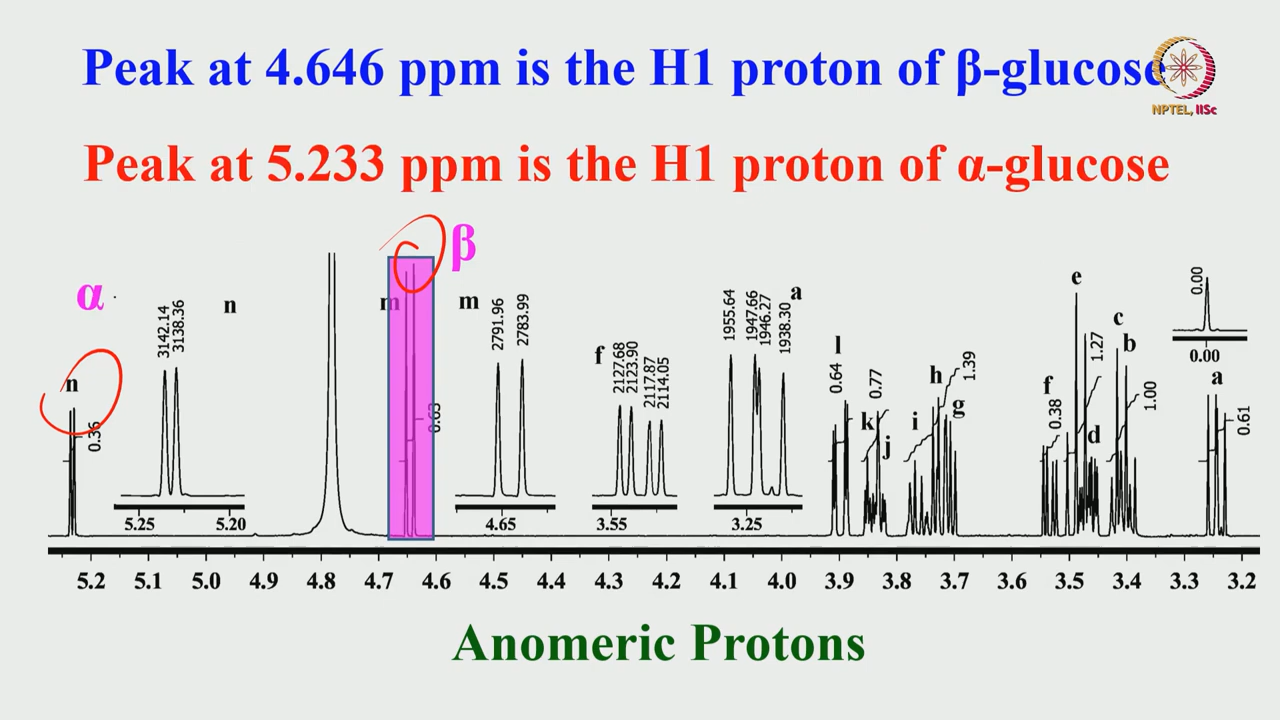 Peak at 4.646 ppm is the H1 proton of β-glucose
NPTEL, IISc
Peak at 5.233 ppm is the H1 proton of α-glucose
α
β
n
3142.14
3138.36
n
0.36
5.25 5.20
m
0.63
m
2791.96
2783.99
4.65
f
2127.68
2123.90
2117.87
2114.05
3.55
a
1955.64
1947.66
1946.27
1938.30
3.25
l
0.64
k
0.77
j
i
h
1.39
g
f
0.38
e
1.27
d
c
b
1.00
a
0.61
0.00
0.00
5.2 5.1 5.0 4.9 4.8 4.7 4.6 4.5 4.4 4.3 4.2 4.1 4.0 3.9 3.8 3.7 3.6 3.5 3.4 3.3 3.2
Anomeric Protons